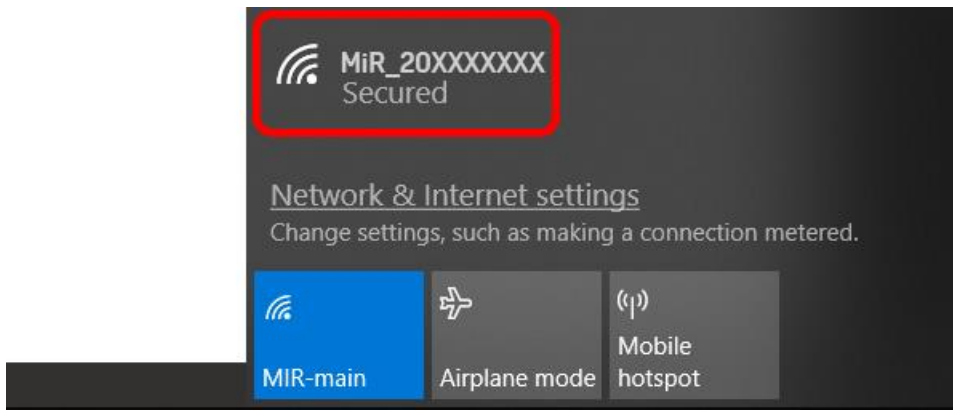 MiR_20XXXXXXX
Secured
Network & Internet settings
Change settings, such as making a connection metered.
MIR-main
Airplane mode
Mobile
hotspot